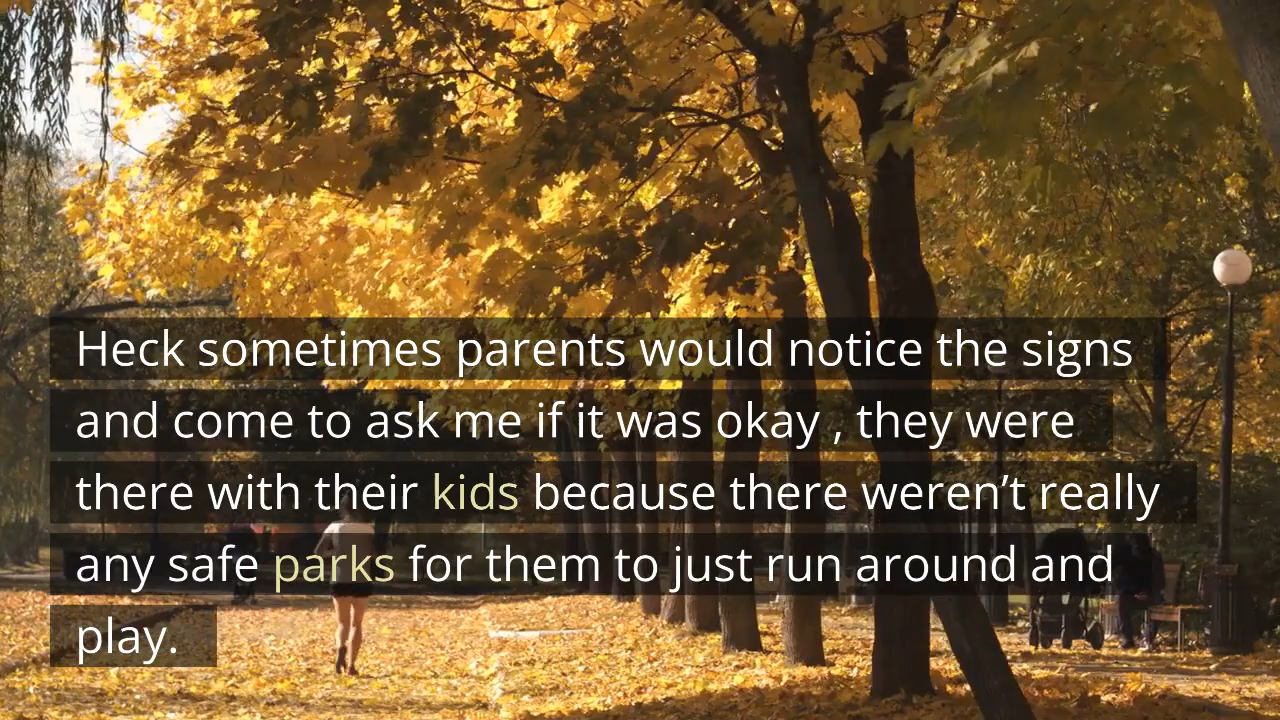 Heck sometimes parents would notice the signs
and come to ask me if it was okay , they were
there with their kids because there weren’t really
any safe parks for them to just run around and
play.